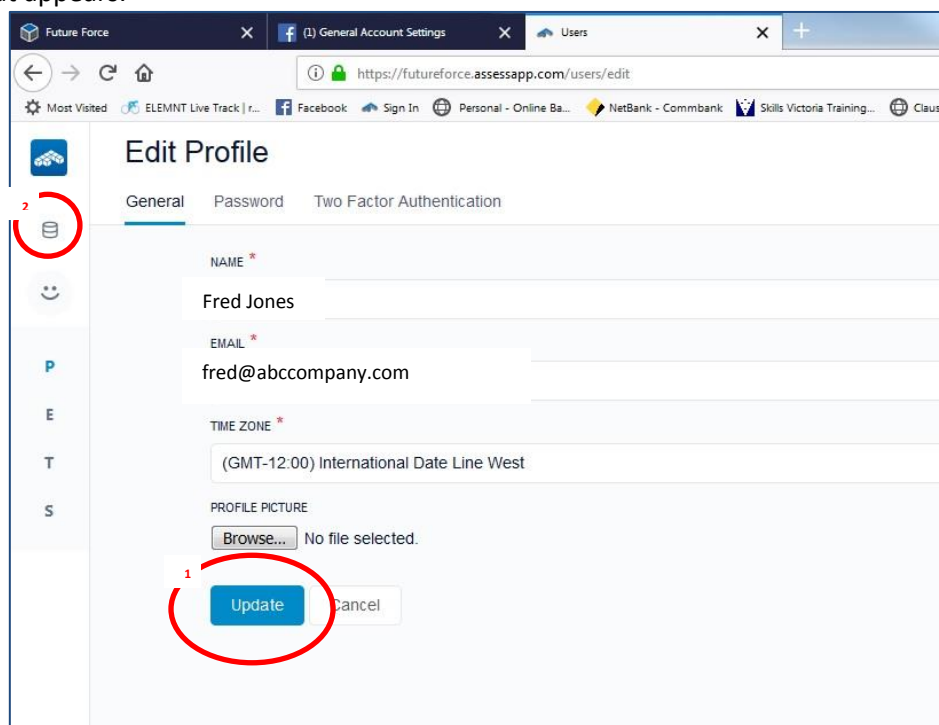 Future Force
(1) General Account Settings
Users
https://futureforce.assessapp.com/users/edit
Most Visited ELEMNT Live Track | r... Facebook Sign In Personal - Online Ba... NetBank - Commbank Skills Victoria Training... Claus
Edit Profile
General Password Two Factor Authentication
2
NAME *
Fred Jones
EMAIL *
P
fred@abccompany.com
E
TIME ZONE *
T
(GMT-12:00) International Date Line West
S
PROFILE PICTURE
Browse... No file selected.
1
Update Cancel